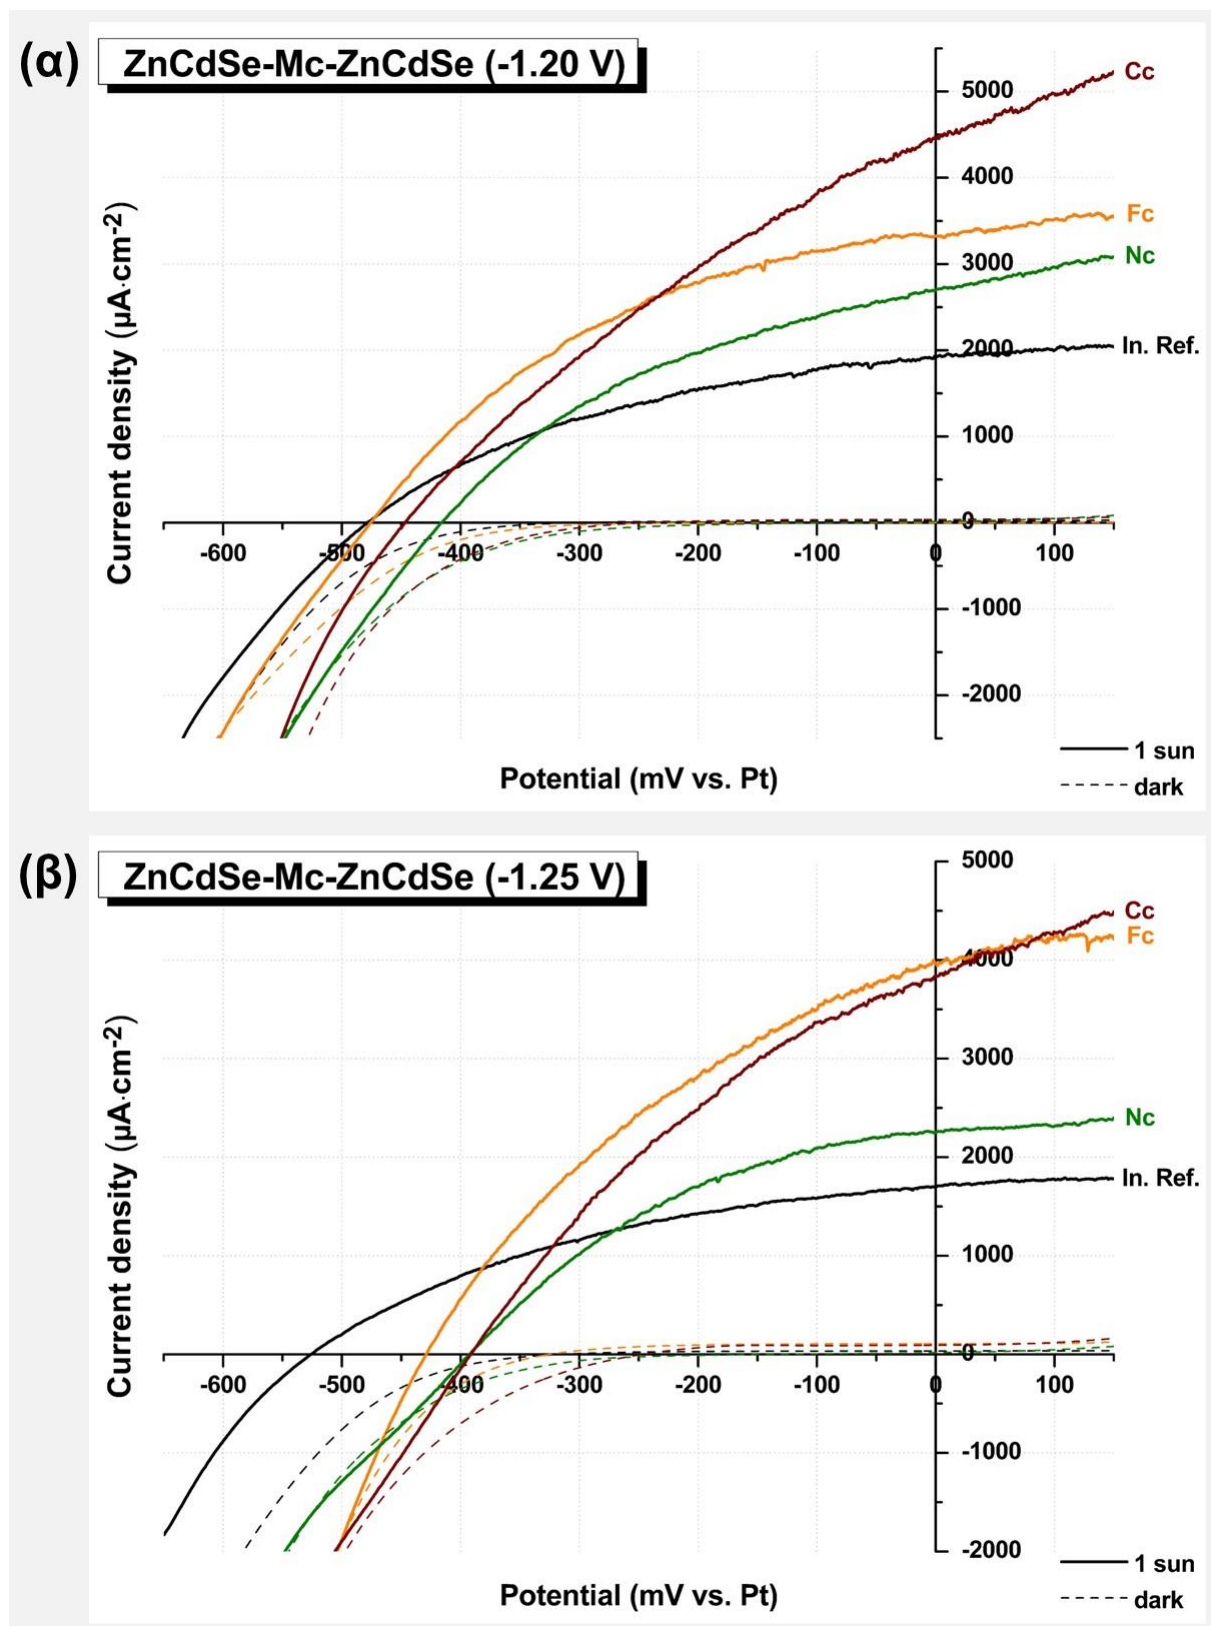 (α)
ZnCdSe-Mc-ZnCdSe (-1.20 V)
Current density (μA·cm-2)
5000
4000
3000
2000
1000
0
-1000
-2000
-600
-500
-400
-300
-200
-100
0
100
Cc
Fc
Nc
In. Ref.
Potential (mV vs. Pt)
1 sun
dark
(β)
ZnCdSe-Mc-ZnCdSe (-1.25 V)
Current density (μA·cm-2)
5000
4000
3000
2000
1000
0
-1000
-2000
-600
-500
-400
-300
-200
-100
0
100
Cc
Fc
Nc
In. Ref.
Potential (mV vs. Pt)
1 sun
dark